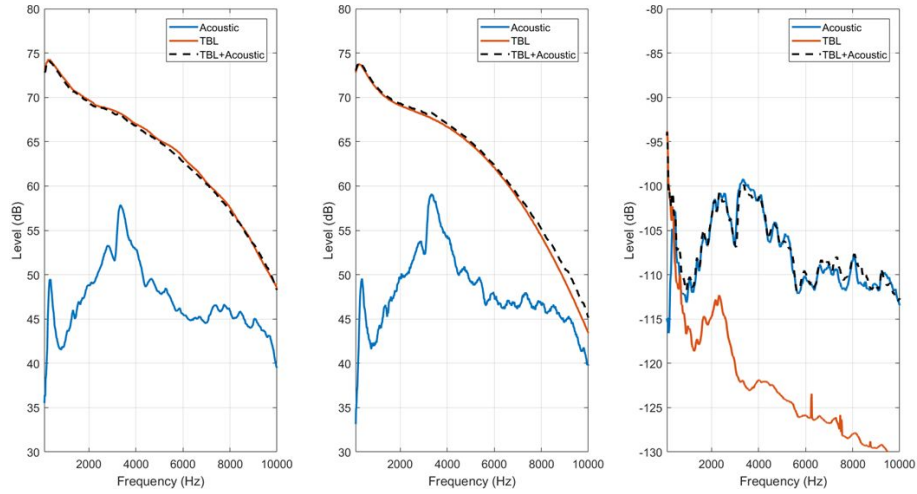 80
75
70
65
60
55
50
45
40
35
30
Level (dB)
2000 4000 6000 8000 10000
Frequency (Hz)
Acoustic
TBL
TBL+Acoustic
80
75
70
65
60
55
50
45
40
35
30
Level (dB)
2000 4000 6000 8000 10000
Frequency (Hz)
Acoustic
TBL
TBL+Acoustic
-80
-85
-90
-95
-100
-105
-110
-115
-120
-125
-130
Level (dB)
2000 4000 6000 8000 10000
Frequency (Hz)
Acoustic
TBL
TBL+Acoustic